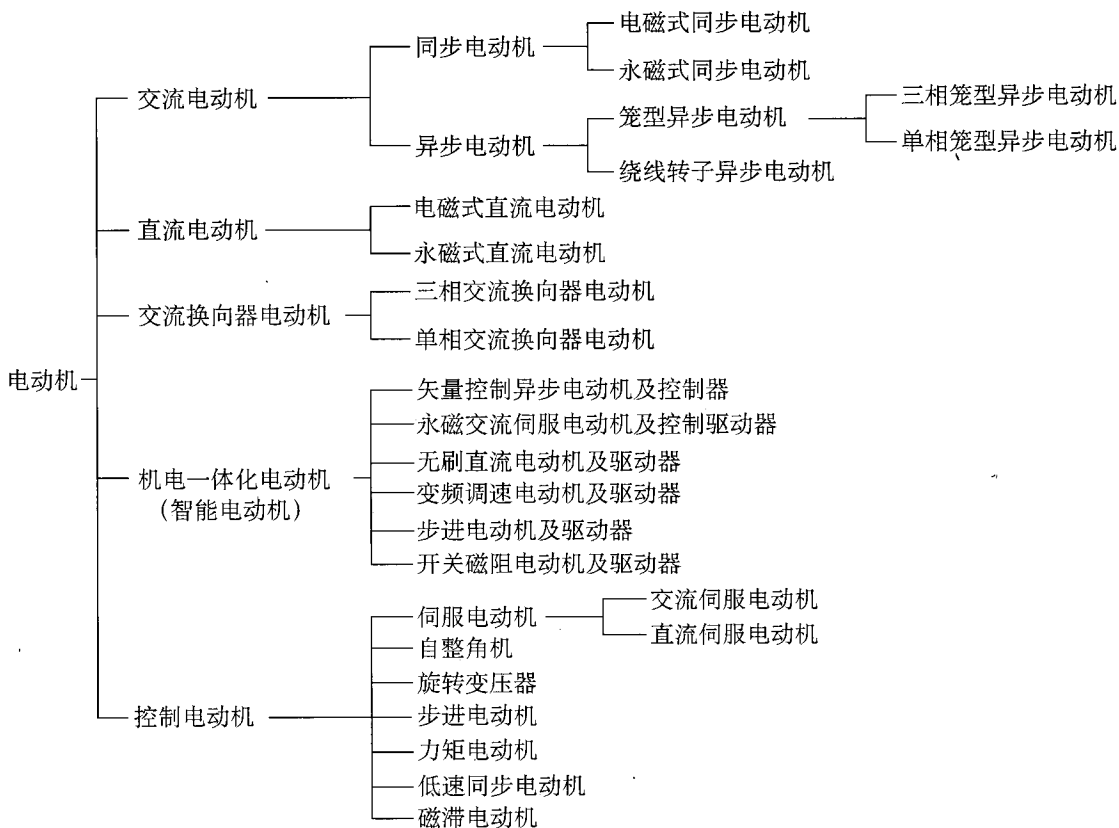 电动机
交流电动机
同步电动机
电磁式同步电动机
永磁式同步电动机
异步电动机
笼型异步电动机
三相笼型异步电动机
单相笼型异步电动机
绕线转子异步电动机
直流电动机
电磁式直流电动机
永磁式直流电动机
交流换向器电动机
三相交流换向器电动机
单相交流换向器电动机
机电一体化电动机
（智能电动机）
矢量控制异步电动机及控制器
永磁交流伺服电动机及控制驱动器
无刷直流电动机及驱动器
变频调速电动机及驱动器
步进电动机及驱动器
开关磁阻电动机及驱动器
控制电动机
伺服电动机
交流伺服电动机
直流伺服电动机
自整角机
旋转变压器
步进电动机
力矩电动机
低速同步电动机
磁滞电动机